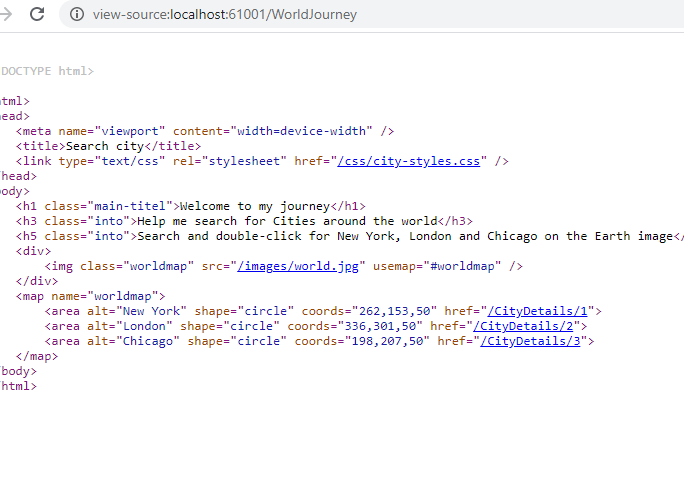 view-source:localhost:61001/WorldJourney
DOCTYPE html>
html>
head>
<meta name="viewport" content="width=device-width" />
<title>Search city</title>
<link type="text/css" rel="stylesheet" href="/css/city-styles.css" />
/head>
body>
<h1 class="main-titel">Welcome to my journey</h1>
<h3 class="into">Help me search for Cities around the world</h3>
<h5 class="into">Search and double-click for New York, London and Chicago on the Earth image</
<div>
<img class="worldmap" src="/images/world.jpg" usemap="#worldmap" />
</div>
<map name="worldmap">
<area alt="New York" shape="circle" coords="262,153,50" href="/CityDetails/1">
<area alt="London" shape="circle" coords="336,301,50" href="/CityDetails/2">
<area alt="Chicago" shape="circle" coords="198,207,50" href="/CityDetails/3">
</map>
/body>
/html>